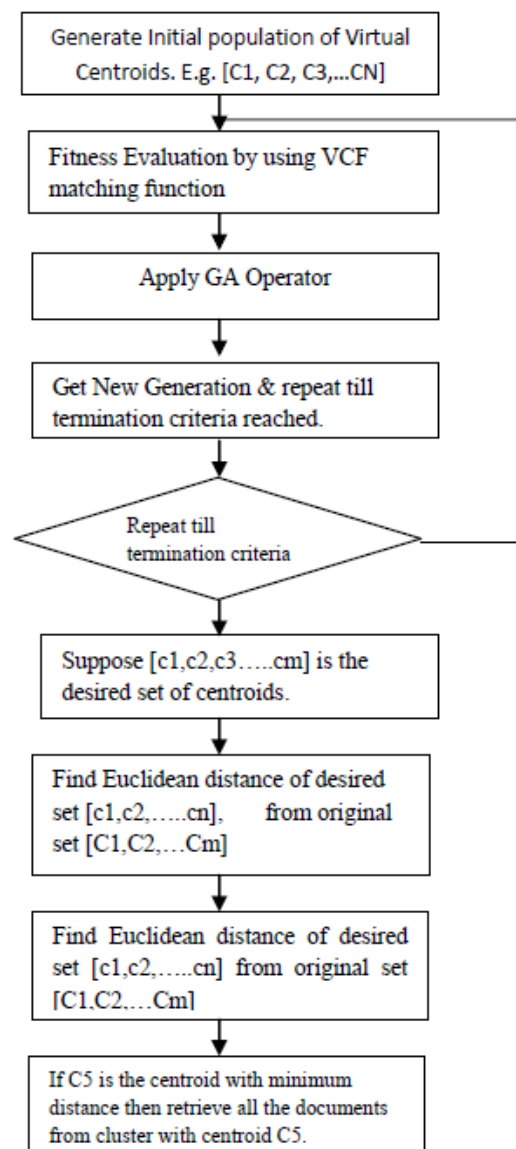 Generate Initial population of Virtual
Centroids. E.g. [C1, C2, C3,...CN]
Fitness Evaluation by using VCF
matching function
Apply GA Operator
Get New Generation & repeat till
termination criteria reached.
Repeat till
termination criteria
Suppose [c1,c2,c3…..cm] is the
desired set of centroids.
Find Euclidean distance of desired
set [c1,c2,…..cn], from original
set [C1,C2,…Cm]
Find Euclidean distance of desired
set [c1,c2,…..cn] from original set
[C1,C2,…Cm]
If C5 is the centroid with minimum
distance then retrieve all the documents
from cluster with centroid C5.